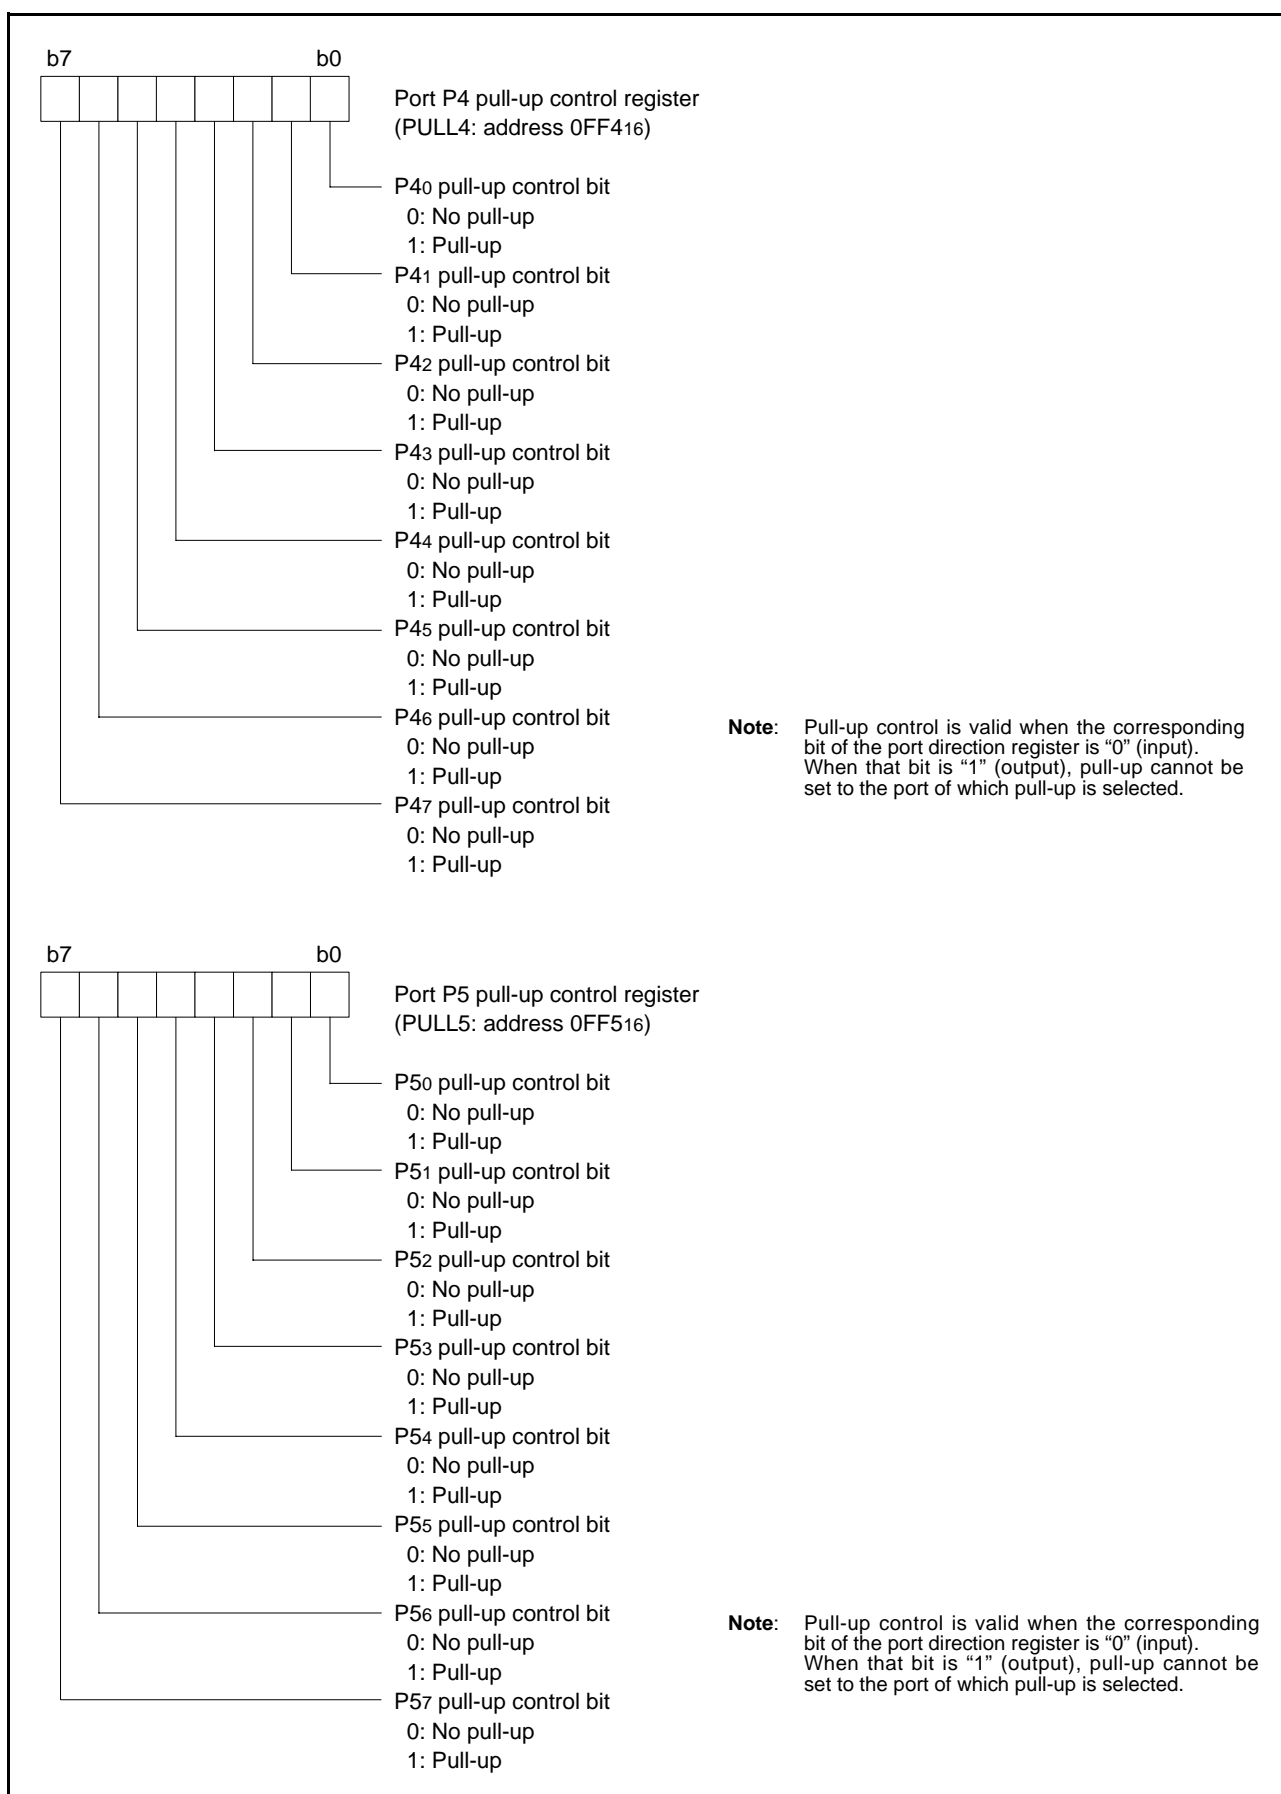 b7 b0
Port P4 pull-up control register
(PULL4: address 0FF416)
P40 pull-up control bit
0: No pull-up
1: Pull-up
P41 pull-up control bit
0: No pull-up
1: Pull-up
P42 pull-up control bit
0: No pull-up
1: Pull-up
P43 pull-up control bit
0: No pull-up
1: Pull-up
P44 pull-up control bit
0: No pull-up
1: Pull-up
P45 pull-up control bit
0: No pull-up
1: Pull-up
P46 pull-up control bit
0: No pull-up
1: Pull-up
P47 pull-up control bit
0: No pull-up
1: Pull-up
Note: Pull-up control is valid when the corresponding
bit of the port direction register is “0” (input).
When that bit is “1” (output), pull-up cannot be
set to the port of which pull-up is selected.
b7 b0
Port P5 pull-up control register
(PULL5: address 0FF516)
P50 pull-up control bit
0: No pull-up
1: Pull-up
P51 pull-up control bit
0: No pull-up
1: Pull-up
P52 pull-up control bit
0: No pull-up
1: Pull-up
P53 pull-up control bit
0: No pull-up
1: Pull-up
P54 pull-up control bit
0: No pull-up
1: Pull-up
P55 pull-up control bit
0: No pull-up
1: Pull-up
P56 pull-up control bit
0: No pull-up
1: Pull-up
P57 pull-up control bit
0: No pull-up
1: Pull-up
Note: Pull-up control is valid when the corresponding
bit of the port direction register is “0” (input).
When that bit is “1” (output), pull-up cannot be
set to the port of which pull-up is selected.